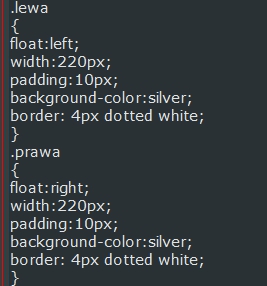 .lewa
{
float:left;
width:220px;
padding:10px;
background-color:silver;
border: 4px dotted white;
}
.prawa
{
float:right;
width:220px;
padding:10px;
background-color:silver;
border: 4px dotted white;
}